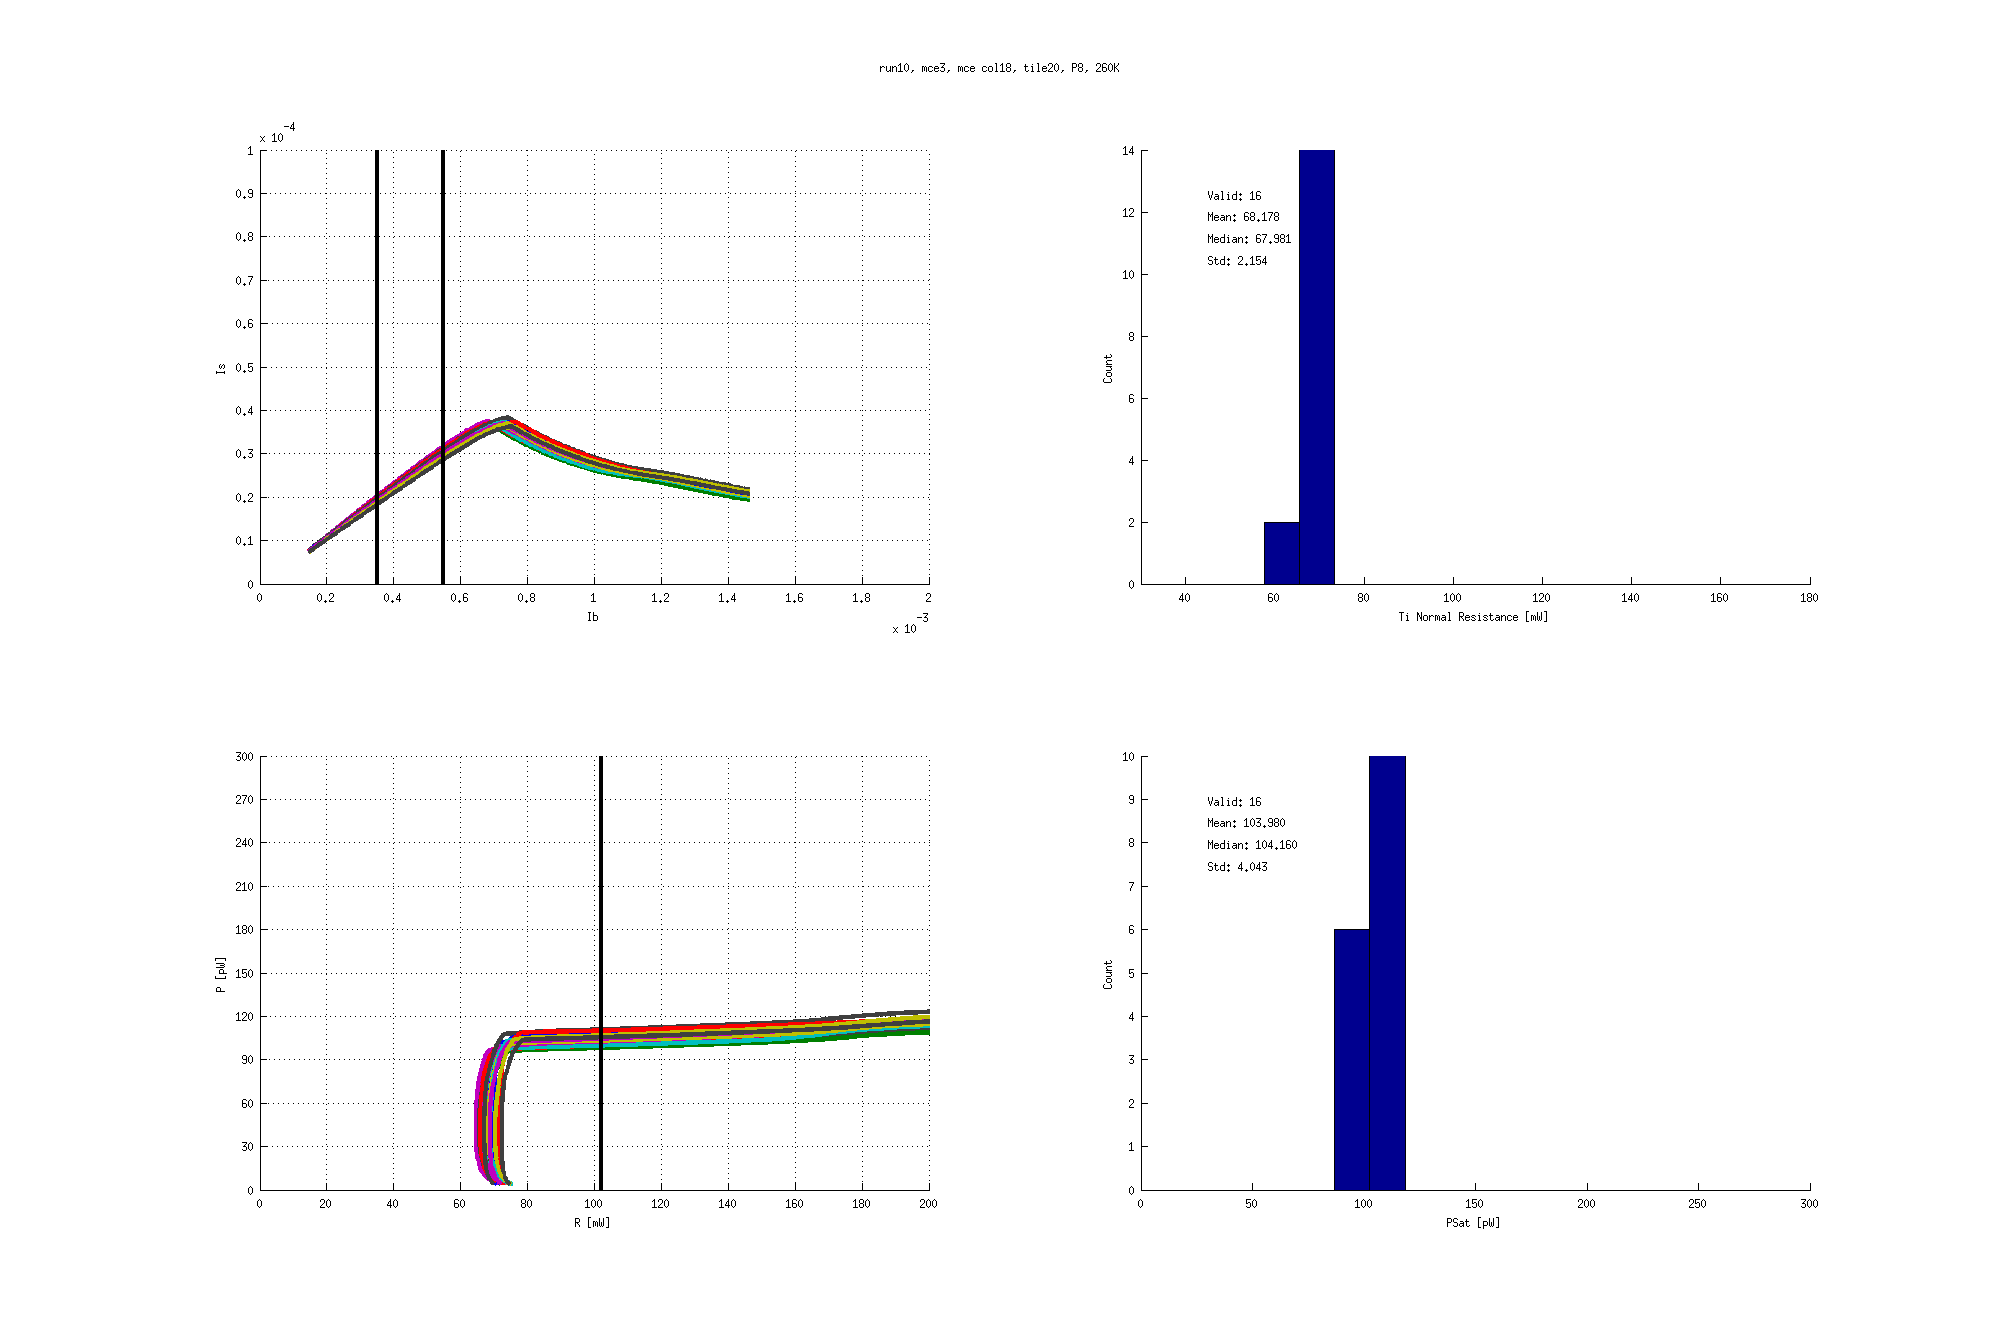 run10, mce3, mce col18, tile20, P8, 260K
x 10 -4
1
0.9
0.8
0.7
0.6
0.5
0.4
0.3
0.2
0.1
0
Is
0 0.2 0.4 0.6 0.8 1.0 1.2 1.4 1.6 1.8 2
Ib
x 10 -3
14
12
10
8
6
4
2
0
Count
Valid: 16
Mean: 68.178
Median: 67.981
Std: 2.154
40 60 80 100 120 140 160 180
Ti Normal Resistance [mW]
300
270
240
210
180
150
120
90
60
30
0
P [pW]
0 20 40 60 80 100 120 140 160 180 200
R [mW]
10
9
8
7
6
5
4
3
2
1
0
Count
Valid: 16
Mean: 103.980
Median: 104.160
Std: 4.043
0 50 100 150 200 250 300
PSat [pW]